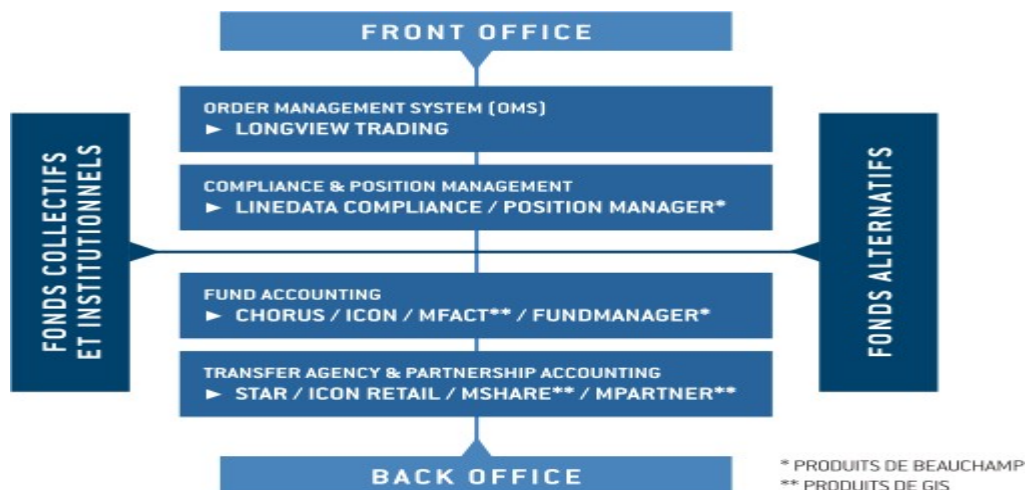 FRONT OFFICE
ORDER MANAGEMENT SYSTEM (OMS)
► LONGVIEW TRADING
COMPLIANCE & POSITION MANAGEMENT
► LINEDATA COMPLIANCE / POSITION MANAGER*
FONDS COLLECTIFS
ET INSTITUTIONNELS
FONDS ALTERNATIFS
FUND ACCOUNTING
► CHORUS / ICON / MFACT** / FUNDMANAGER*
TRANSFER AGENCY & PARTNERSHIP ACCOUNTING
► STAR / ICON RETAIL / MSHARE** / MPARTNER**
BACK OFFICE
* PRODUITS DE BEAUCHAMP
** PRODUITS DE GIS